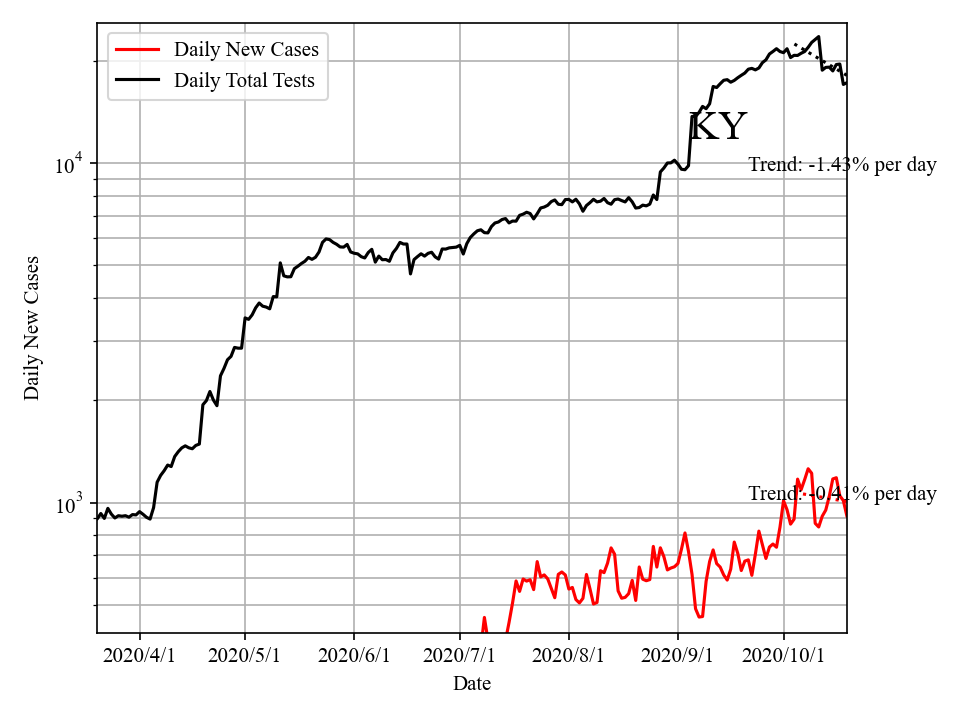 Daily New Cases
Daily Total Tests
KY
Trend: -1.43% per day
Trend: -0.41% per day
10^4
10^3
Daily New Cases
2020/4/1 2020/5/1 2020/6/1 2020/7/1 2020/8/1 2020/9/1 2020/10/1
Date